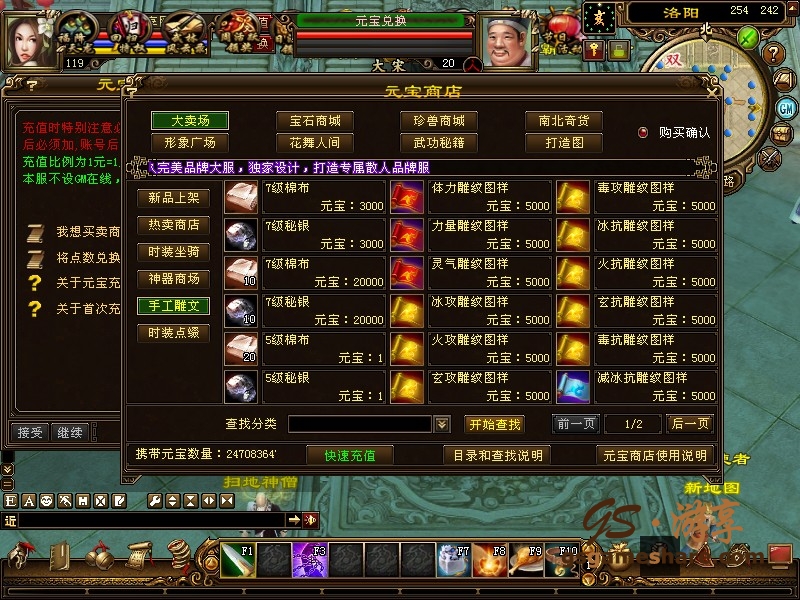 元宝兑换
洛阳
254 242
北
119
大宋
20
双
GM
元宝商店
大卖场
宝石商城
珍兽商城
南北奇货
形象广场
花舞人间
武功秘籍
打造图
购买确认
完美品牌大服，独家设计，打造专属散人品牌服
充值时特别注意必
后必须加,账号后
充值比例为1元=1
本服不设GM在线，
我想买卖商
将点数兑换
关于元宝充
关于首次充
接受
继续
新品上架
热卖商店
时装坐骑
神器商场
手工雕文
时装点缀
7级棉布
元宝：3000
体力雕纹图样
元宝：5000
毒攻雕纹图样
元宝：5000
7级秘银
元宝：3000
力量雕纹图样
元宝：5000
冰抗雕纹图样
元宝：5000
7级棉布
10
元宝：20000
灵气雕纹图样
元宝：5000
火抗雕纹图样
元宝：5000
7级秘银
10
元宝：20000
冰攻雕纹图样
元宝：5000
玄抗雕纹图样
元宝：5000
5级棉布
20
元宝：1
火攻雕纹图样
元宝：5000
毒抗雕纹图样
元宝：5000
5级秘银
元宝：1
玄攻雕纹图样
元宝：5000
减冰抗雕纹图样
元宝：5000
查找分类
开始查找
前一页
1/2
后一页
携带元宝数量：24708364
快速充值
目录和查找说明
元宝商店使用说明
扫地神僧
新地图
近
F1
F3
F7
F8
F9
F10
GS·游享